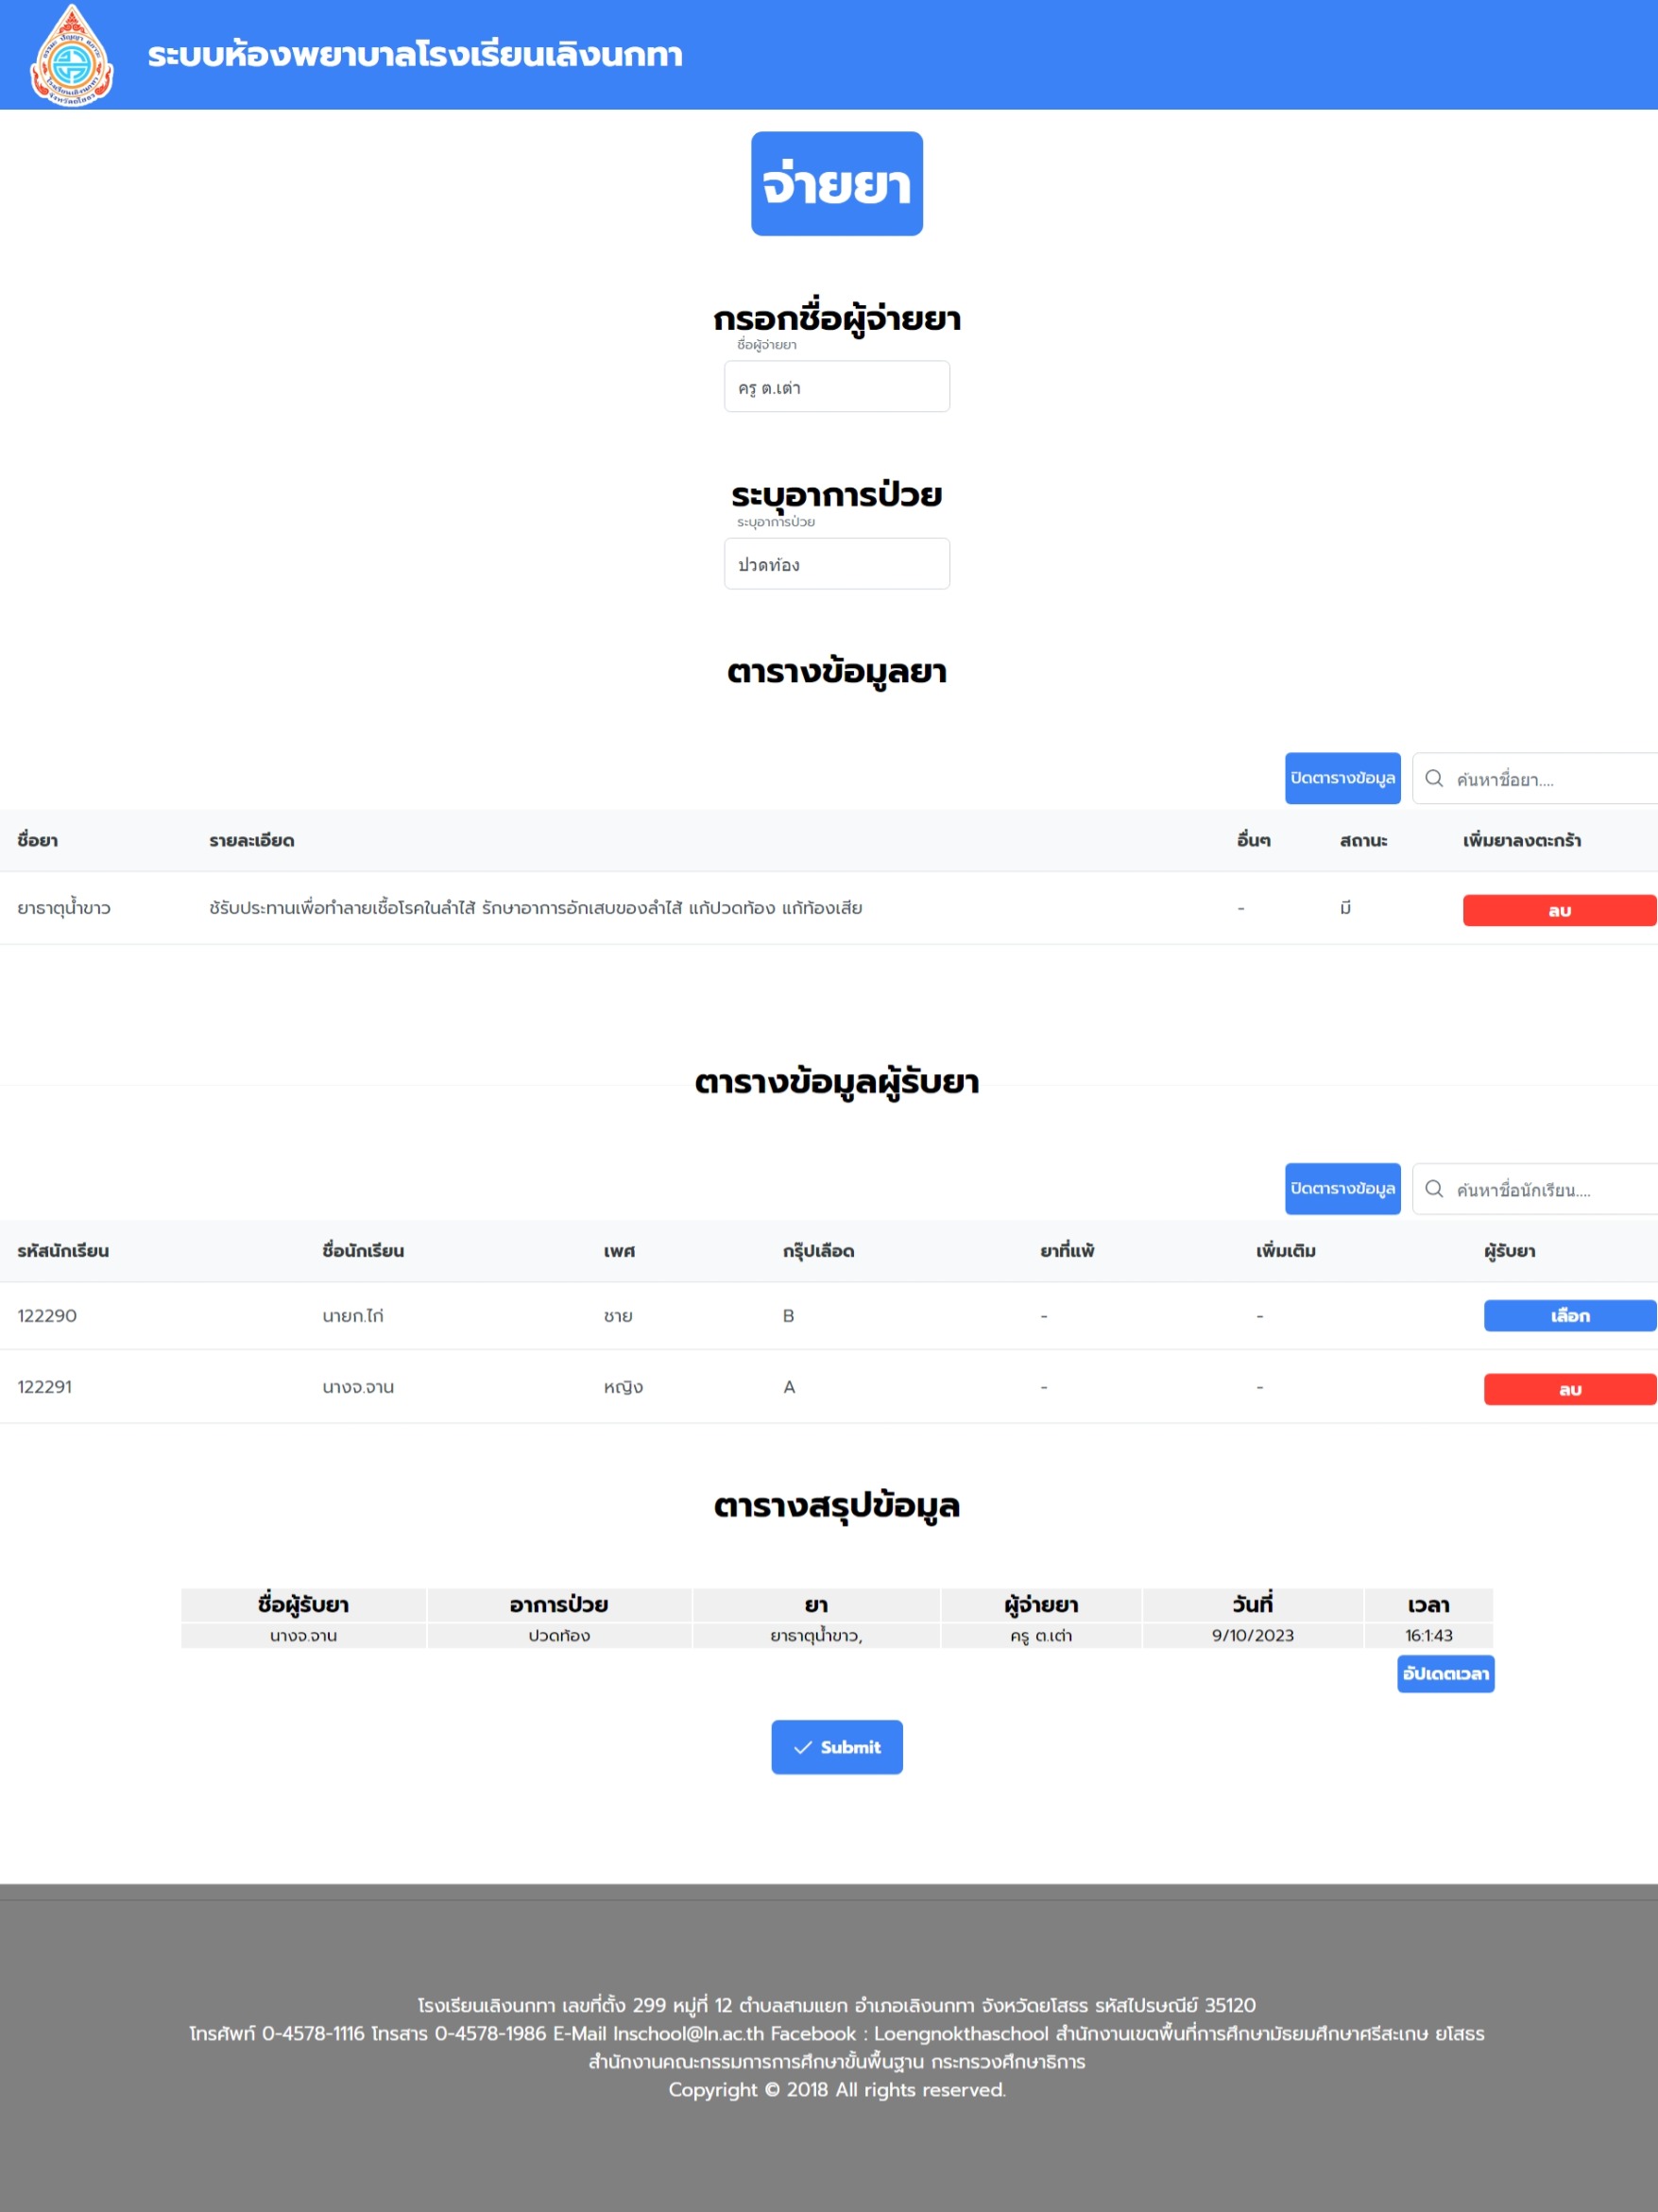 ระบบห้องพยาบาลโรงเรียนเลิงนกทา
จ่ายยา
กรอกชื่อผู้จ่ายยา
ชื่อผู้จ่ายยา
ครู ต.เต่า
ระบุอาการป่วย
ระบุอาการป่วย
ปวดท้อง
ตารางข้อมูลยา
ปิดตารางข้อมูล ค้นหาชื่อยา....
ชื่อยา รายละเอียด อื่นๆ สถานะ เพิ่มยาลงตะกร้า
ยาธาตุน้ำขาว ช้รับประทานเพื่อทำลายเชื้อโรคในลำไส้ รักษาอาการอักเสบของลำไส้ แก้ปวดท้อง แก้ท้องเสีย - มี ลบ
ตารางข้อมูลผู้รับยา
ปิดตารางข้อมูล ค้นหาชื่อนักเรียน....
รหัสนักเรียน ชื่อนักเรียน เพศ กรุ๊ปเลือด ยาที่แพ้ เพิ่มเติม ผู้รับยา
122290 นายก.ไก่ ชาย B - - เลือก
122291 นางจ.จาน หญิง A - - ลบ
ตารางสรุปข้อมูล
ชื่อผู้รับยา อาการป่วย ยา ผู้จ่ายยา วันที่ เวลา
นางจ.จาน ปวดท้อง ยาธาตุน้ำขาว, ครู ต.เต่า 9/10/2023 16:1:43
อัปเดตเวลา
Submit
โรงเรียนเลิงนกทา เลขที่ตั้ง 299 หมู่ที่ 12 ตำบลสามแยก อำเภอเลิงนกทา จังหวัดยโสธร รหัสไปรษณีย์ 35120
โทรศัพท์ 0-4578-1116 โทรสาร 0-4578-1986 E-Mail lnschool@ln.ac.th Facebook : Loengnokthaschool สำนักงานเขตพื้นที่การศึกษามัธยมศึกษาศรีสะเกษ ยโสธร
สำนักงานคณะกรรมการการศึกษาขั้นพื้นฐาน กระทรวงศึกษาธิการ
Copyright © 2018 All rights reserved.